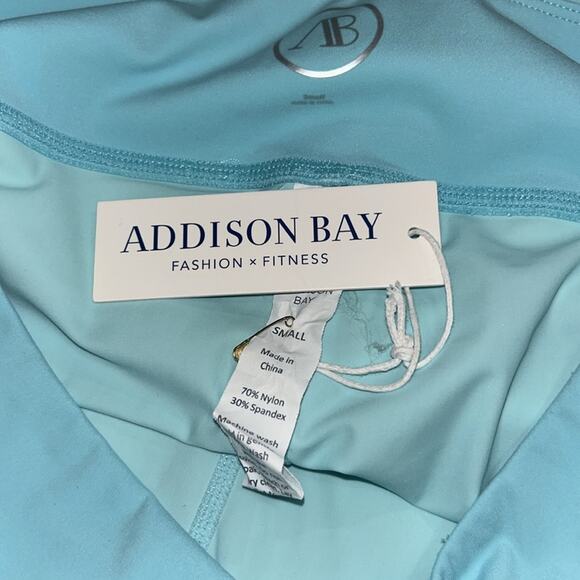 AB
Small
ADDISON BAY
FASHION × FITNESS
BAY
SMALL
Made in
China
70% Nylon
30% Spandex
Machine wash